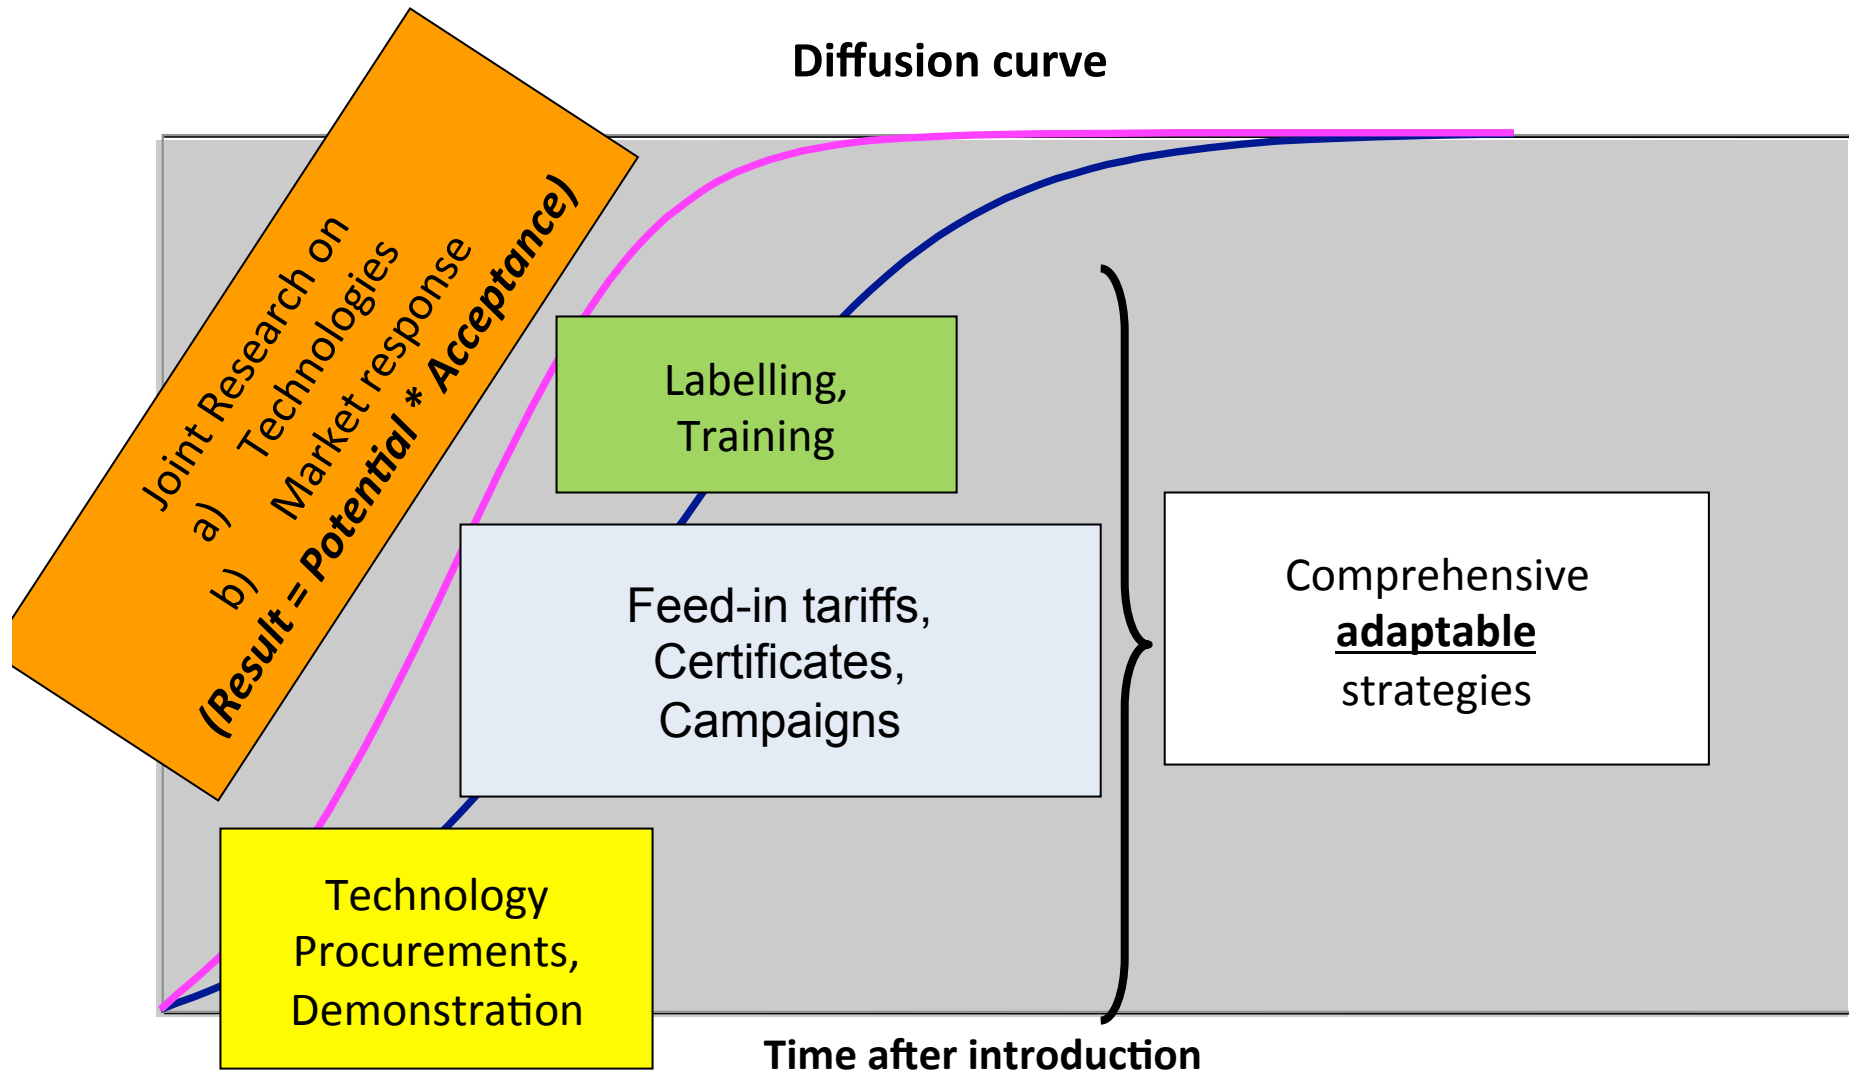 Diffusion curve
Joint Research on
a) Technologies
b) Market response
(Result = Potential * Acceptance)
Labelling,
Training
Feed-in tariffs,
Certificates,
Campaigns
Comprehensive
adaptable
strategies
Technology
Procurements,
Demonstration
Time after introduction